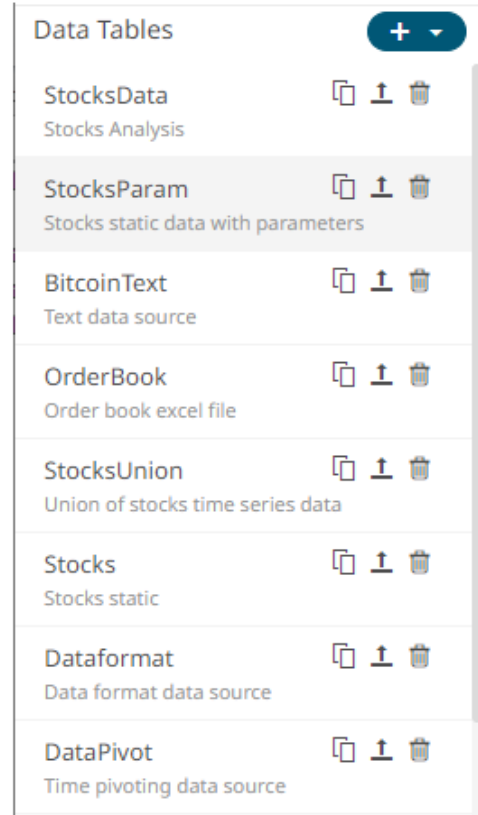 Data Tables
StocksData
Stocks Analysis
StocksParam
Stocks static data with parameters
BitcoinText
Text data source
OrderBook
Order book excel file
StocksUnion
Union of stocks time series data
Stocks
Stocks static
Dataformat
Data format data source
DataPivot
Time pivoting data source